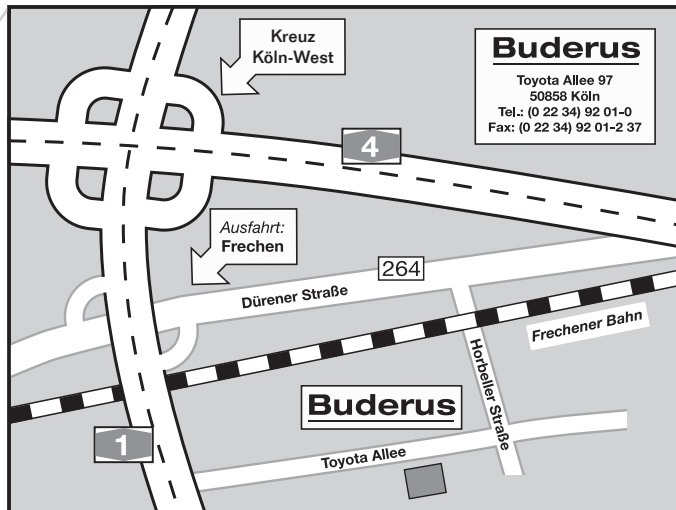 Kreuz
Köln-West
Buderus
Toyota Allee 97
50858 Köln
Tel.: (0 22 34) 92 01-0
Fax: (0 22 34) 92 01-2 37
4
Ausfahrt:
Frechen
264
Dürener Straße
Frechener Bahn
Horbeller Straße
Buderus
1
Toyota Allee